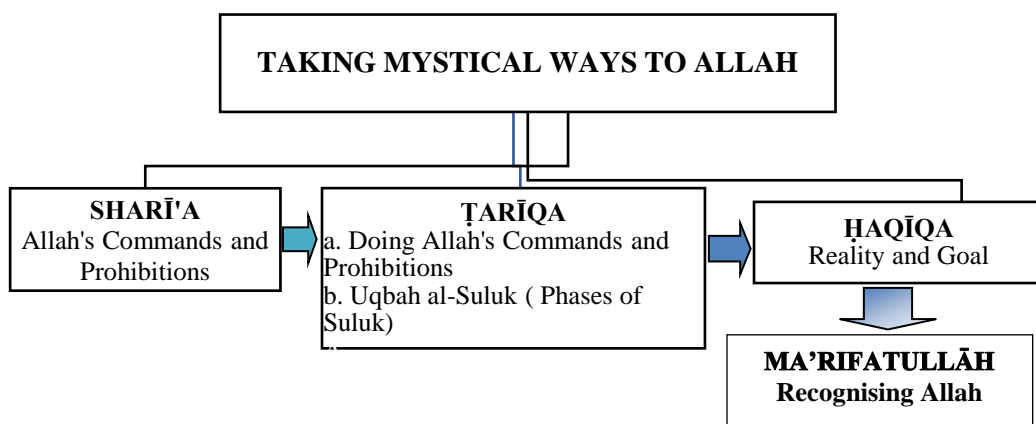 TAKING MYSTICAL WAYS TO ALLAH
SHARĪ'A
Allah's Commands and
Prohibitions
ṬARĪQA
a. Doing Allah's Commands and
Prohibitions
b. Uqbah al-Suluk ( Phases of
Suluk)
ḤAQĪQA
Reality and Goal
MA’RIFATULLĀH
Recognising Allah